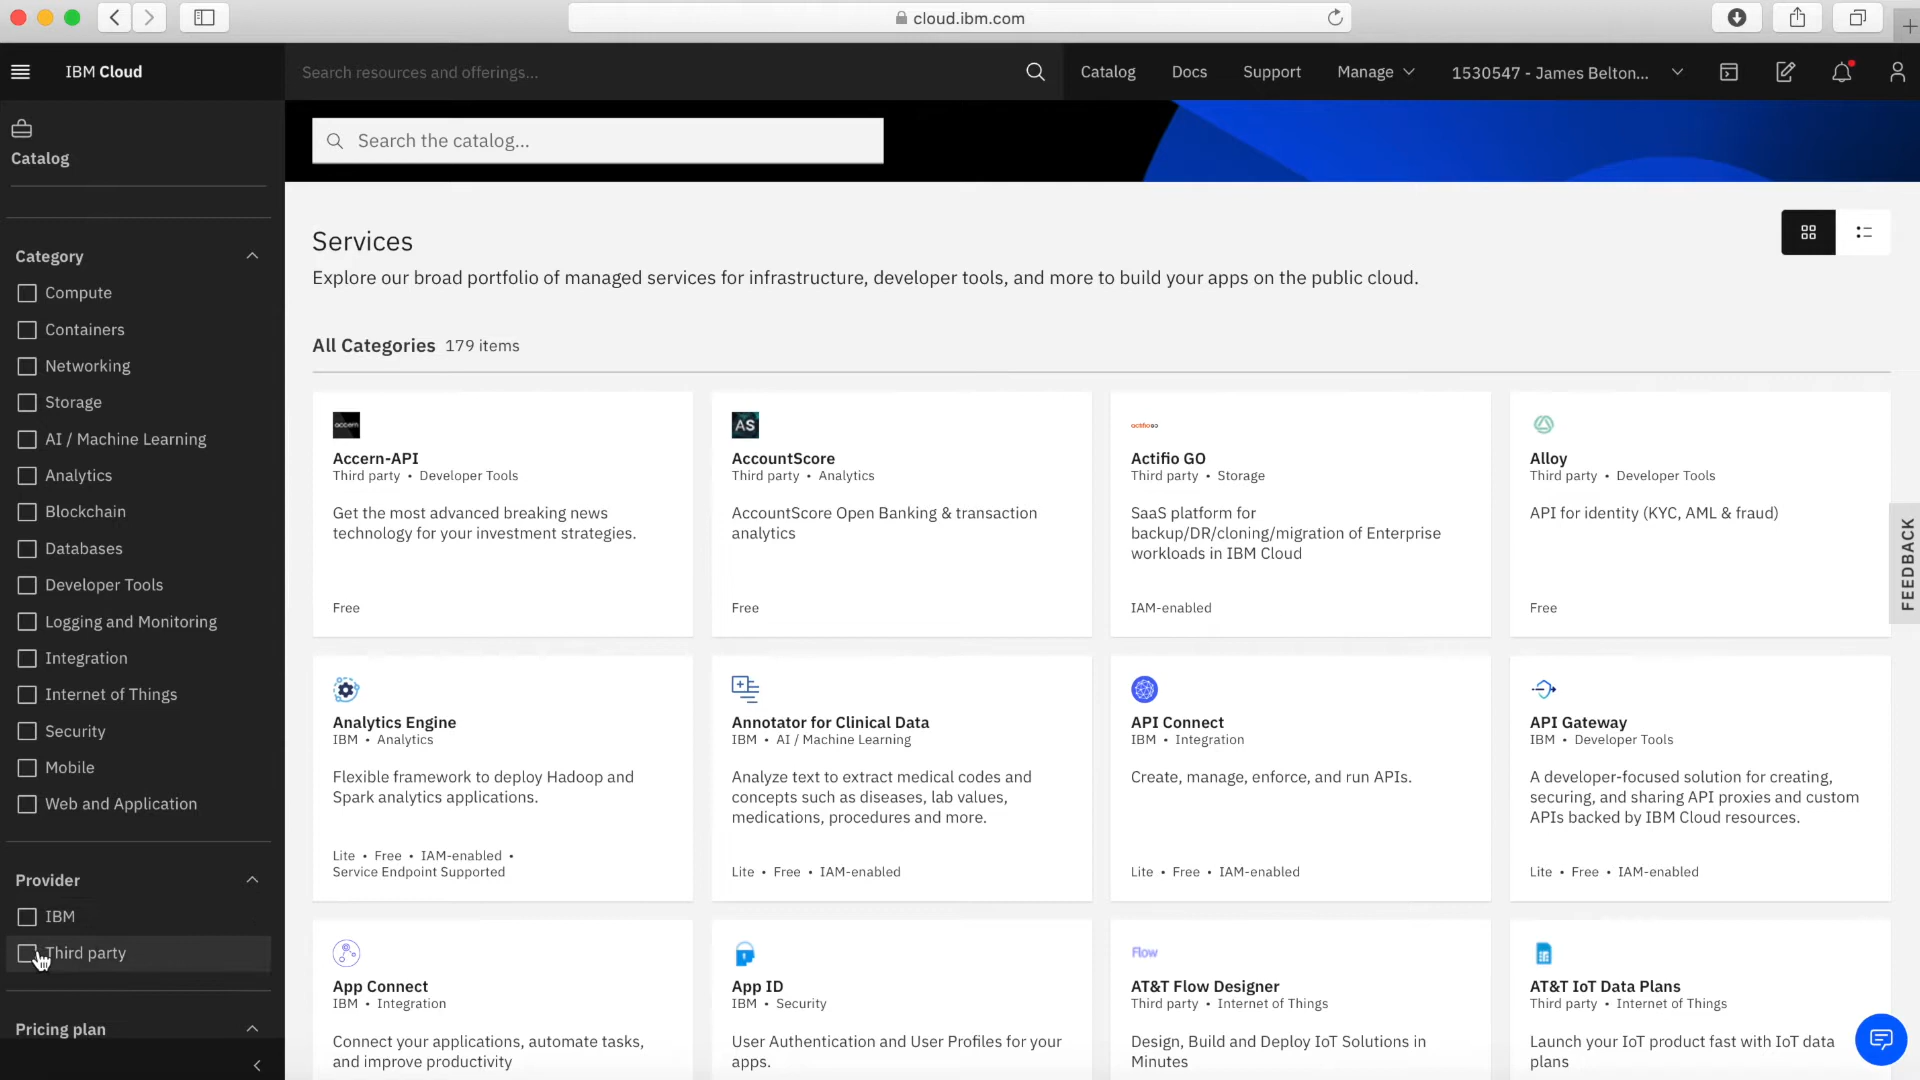 cloud.ibm.com
IBM Cloud
Search resources and offerings...
Catalog
Docs
Support
Manage
1530547 - James Belton...
Catalog
Search the catalog...
Category
Compute
Containers
Networking
Storage
AI / Machine Learning
Analytics
Blockchain
Databases
Developer Tools
Logging and Monitoring
Integration
Internet of Things
Security
Mobile
Web and Application
Provider
IBM
Third party
Pricing plan
Services
Explore our broad portfolio of managed services for infrastructure, developer tools, and more to build your apps on the public cloud.
All Categories 179 items
accern
Accern-API
Third party • Developer Tools
Get the most advanced breaking news
technology for your investment strategies.
Free
AS
AccountScore
Third party • Analytics
AccountScore Open Banking & transaction
analytics
Free
actifio GO
Actifio GO
Third party • Storage
SaaS platform for
backup/DR/cloning/migration of Enterprise
workloads in IBM Cloud
IAM-enabled
Alloy
Third party • Developer Tools
API for identity (KYC, AML & fraud)
Free
Analytics Engine
IBM • Analytics
Flexible framework to deploy Hadoop and
Spark analytics applications.
Lite • Free • IAM-enabled •
Service Endpoint Supported
Annotator for Clinical Data
IBM • AI / Machine Learning
Analyze text to extract medical codes and
concepts such as diseases, lab values,
medications, procedures and more.
Lite • Free • IAM-enabled
API Connect
IBM • Integration
Create, manage, enforce, and run APIs.
Lite • Free • IAM-enabled
API Gateway
IBM • Developer Tools
A developer-focused solution for creating,
securing, and sharing API proxies and custom
APIs backed by IBM Cloud resources.
Lite • Free • IAM-enabled
App Connect
IBM • Integration
Connect your applications, automate tasks,
and improve productivity
App ID
IBM • Security
User Authentication and User Profiles for your
apps.
Flow
AT&T Flow Designer
Third party • Internet of Things
Design, Build and Deploy IoT Solutions in
Minutes
AT&T IoT Data Plans
Third party • Internet of Things
Launch your IoT product fast with IoT data
plans
FEEDBACK